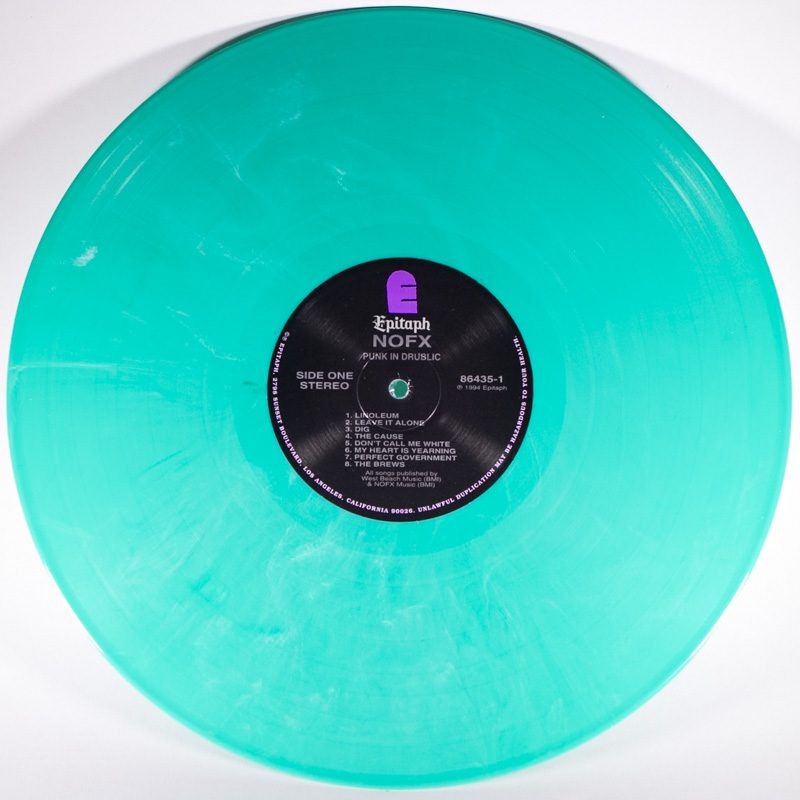 Epitaph
NOFX
PUNK IN DRUBLIC
SIDE ONE
STEREO
86435-1
℗ 1994 Epitaph
1. LINOLEUM
2. LEAVE IT ALONE
3. DIG
4. THE CAUSE
5. DON'T CALL ME WHITE
6. MY HEART IS YEARNING
7. PERFECT GOVERNMENT
8. THE BREWS
All songs published by
West Beach Music (BMI)
& NOFX Music (BMI)
©℗ EPITAPH. 2798 SUNSET BOULEVARD, LOS ANGELES, CALIFORNIA 90026. UNLAWFUL DUPLICATION MAY BE HAZARDOUS TO YOUR HEALTH.